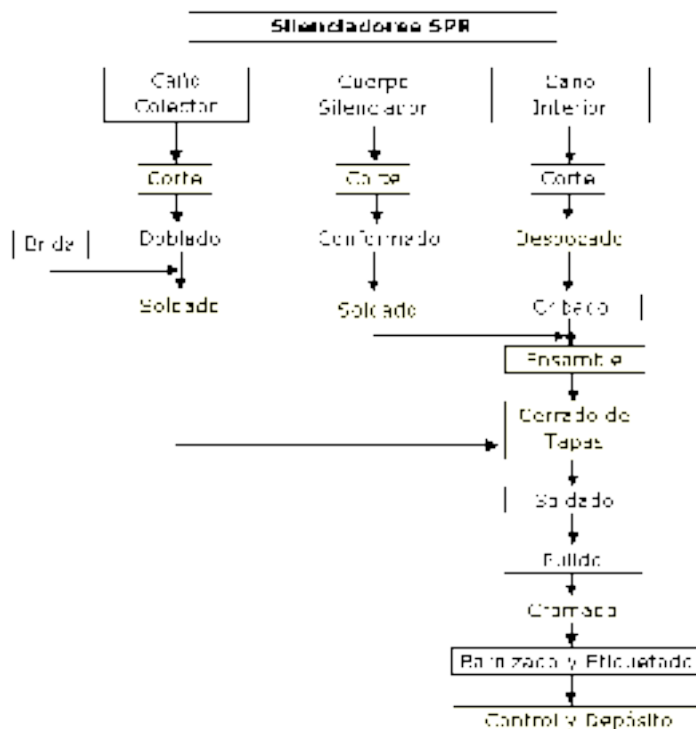 Silenciadores SPR
Caño
Colector
Cuerpo
Silenciador
Caño
Interior
Corte
Corte
Corte
Brida
Doblado
Conformado
Despozado
Soldado
Soldado
Cribado
Ensamble
Cerrado de
Tapas
Soldado
Pulido
Cromado
Barnizado y Etiquetado
Control y Depósito